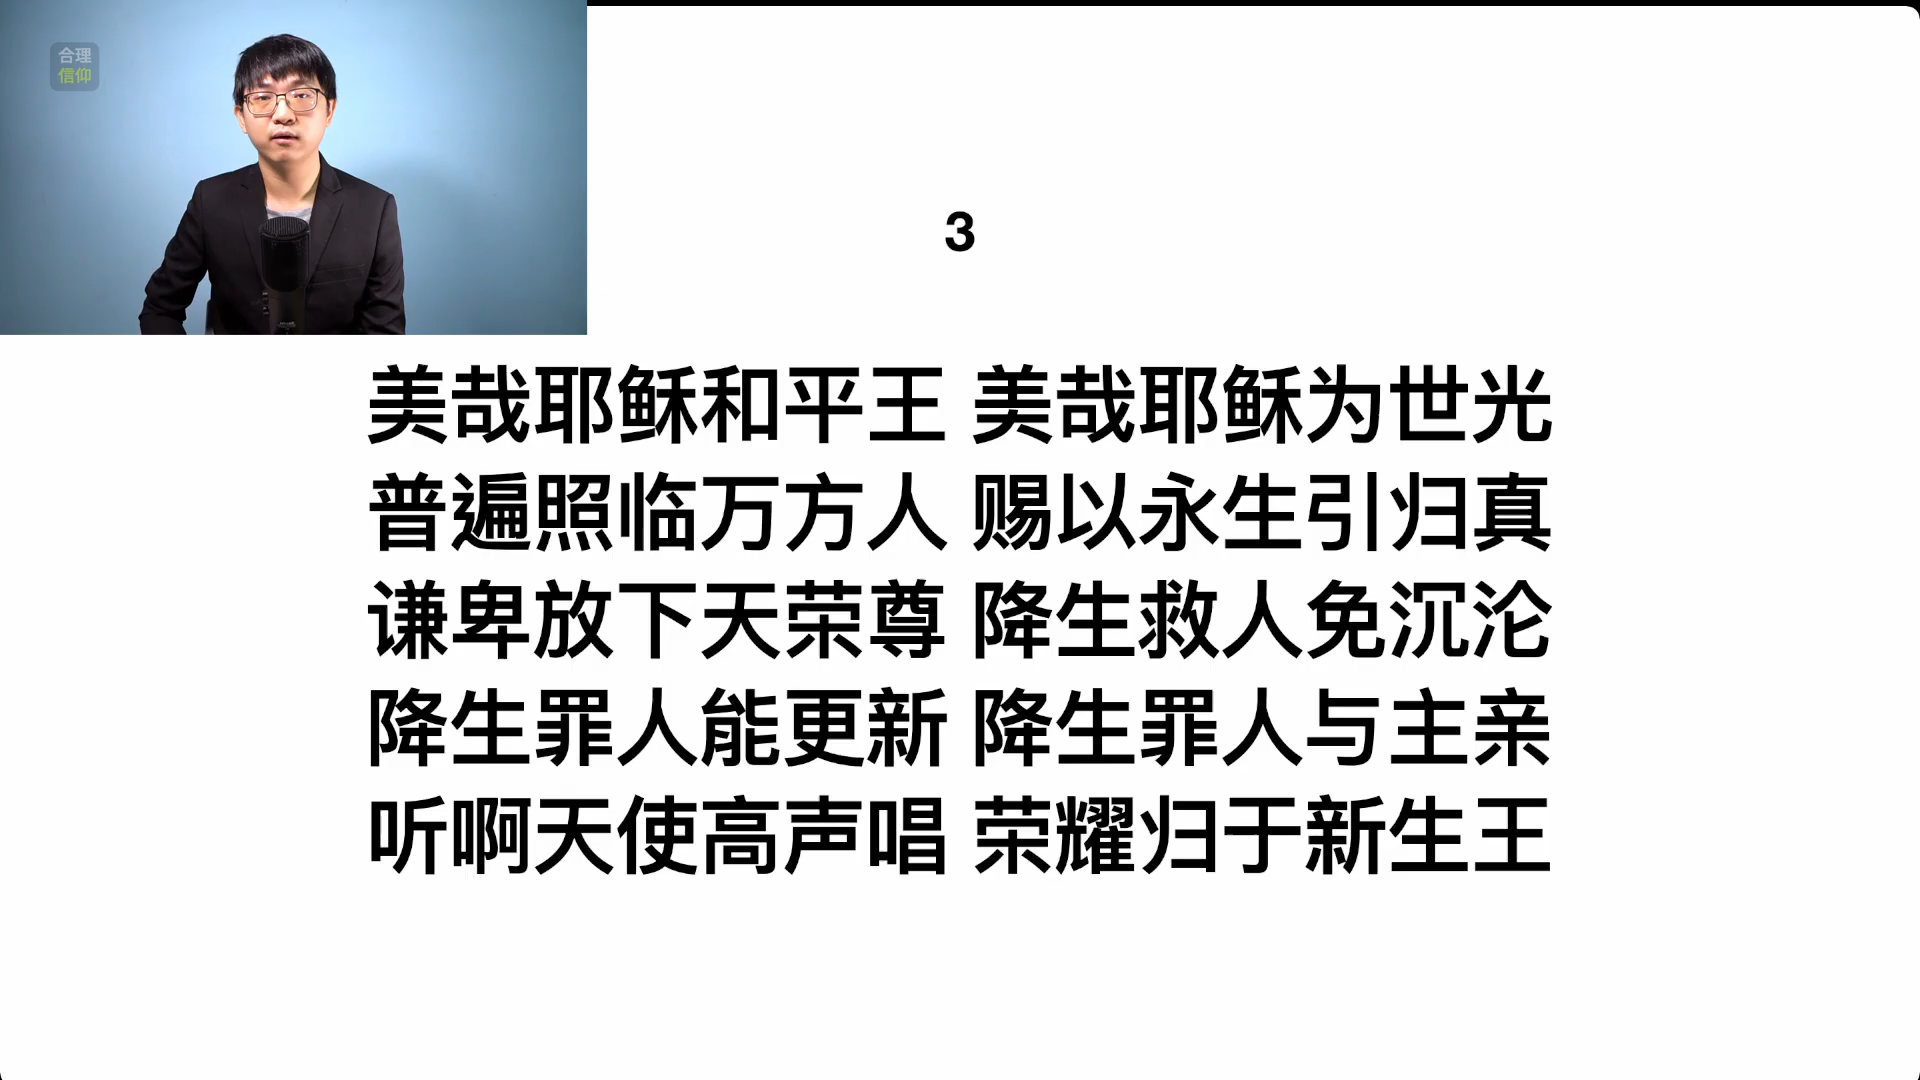 合理
信仰
3
美哉耶稣和平王 美哉耶稣为世光
普遍照临万方人 赐以永生引归真
谦卑放下天荣尊 降生救人免沉沦
降生罪人能更新 降生罪人与主亲
听啊天使高声唱 荣耀归于新生王